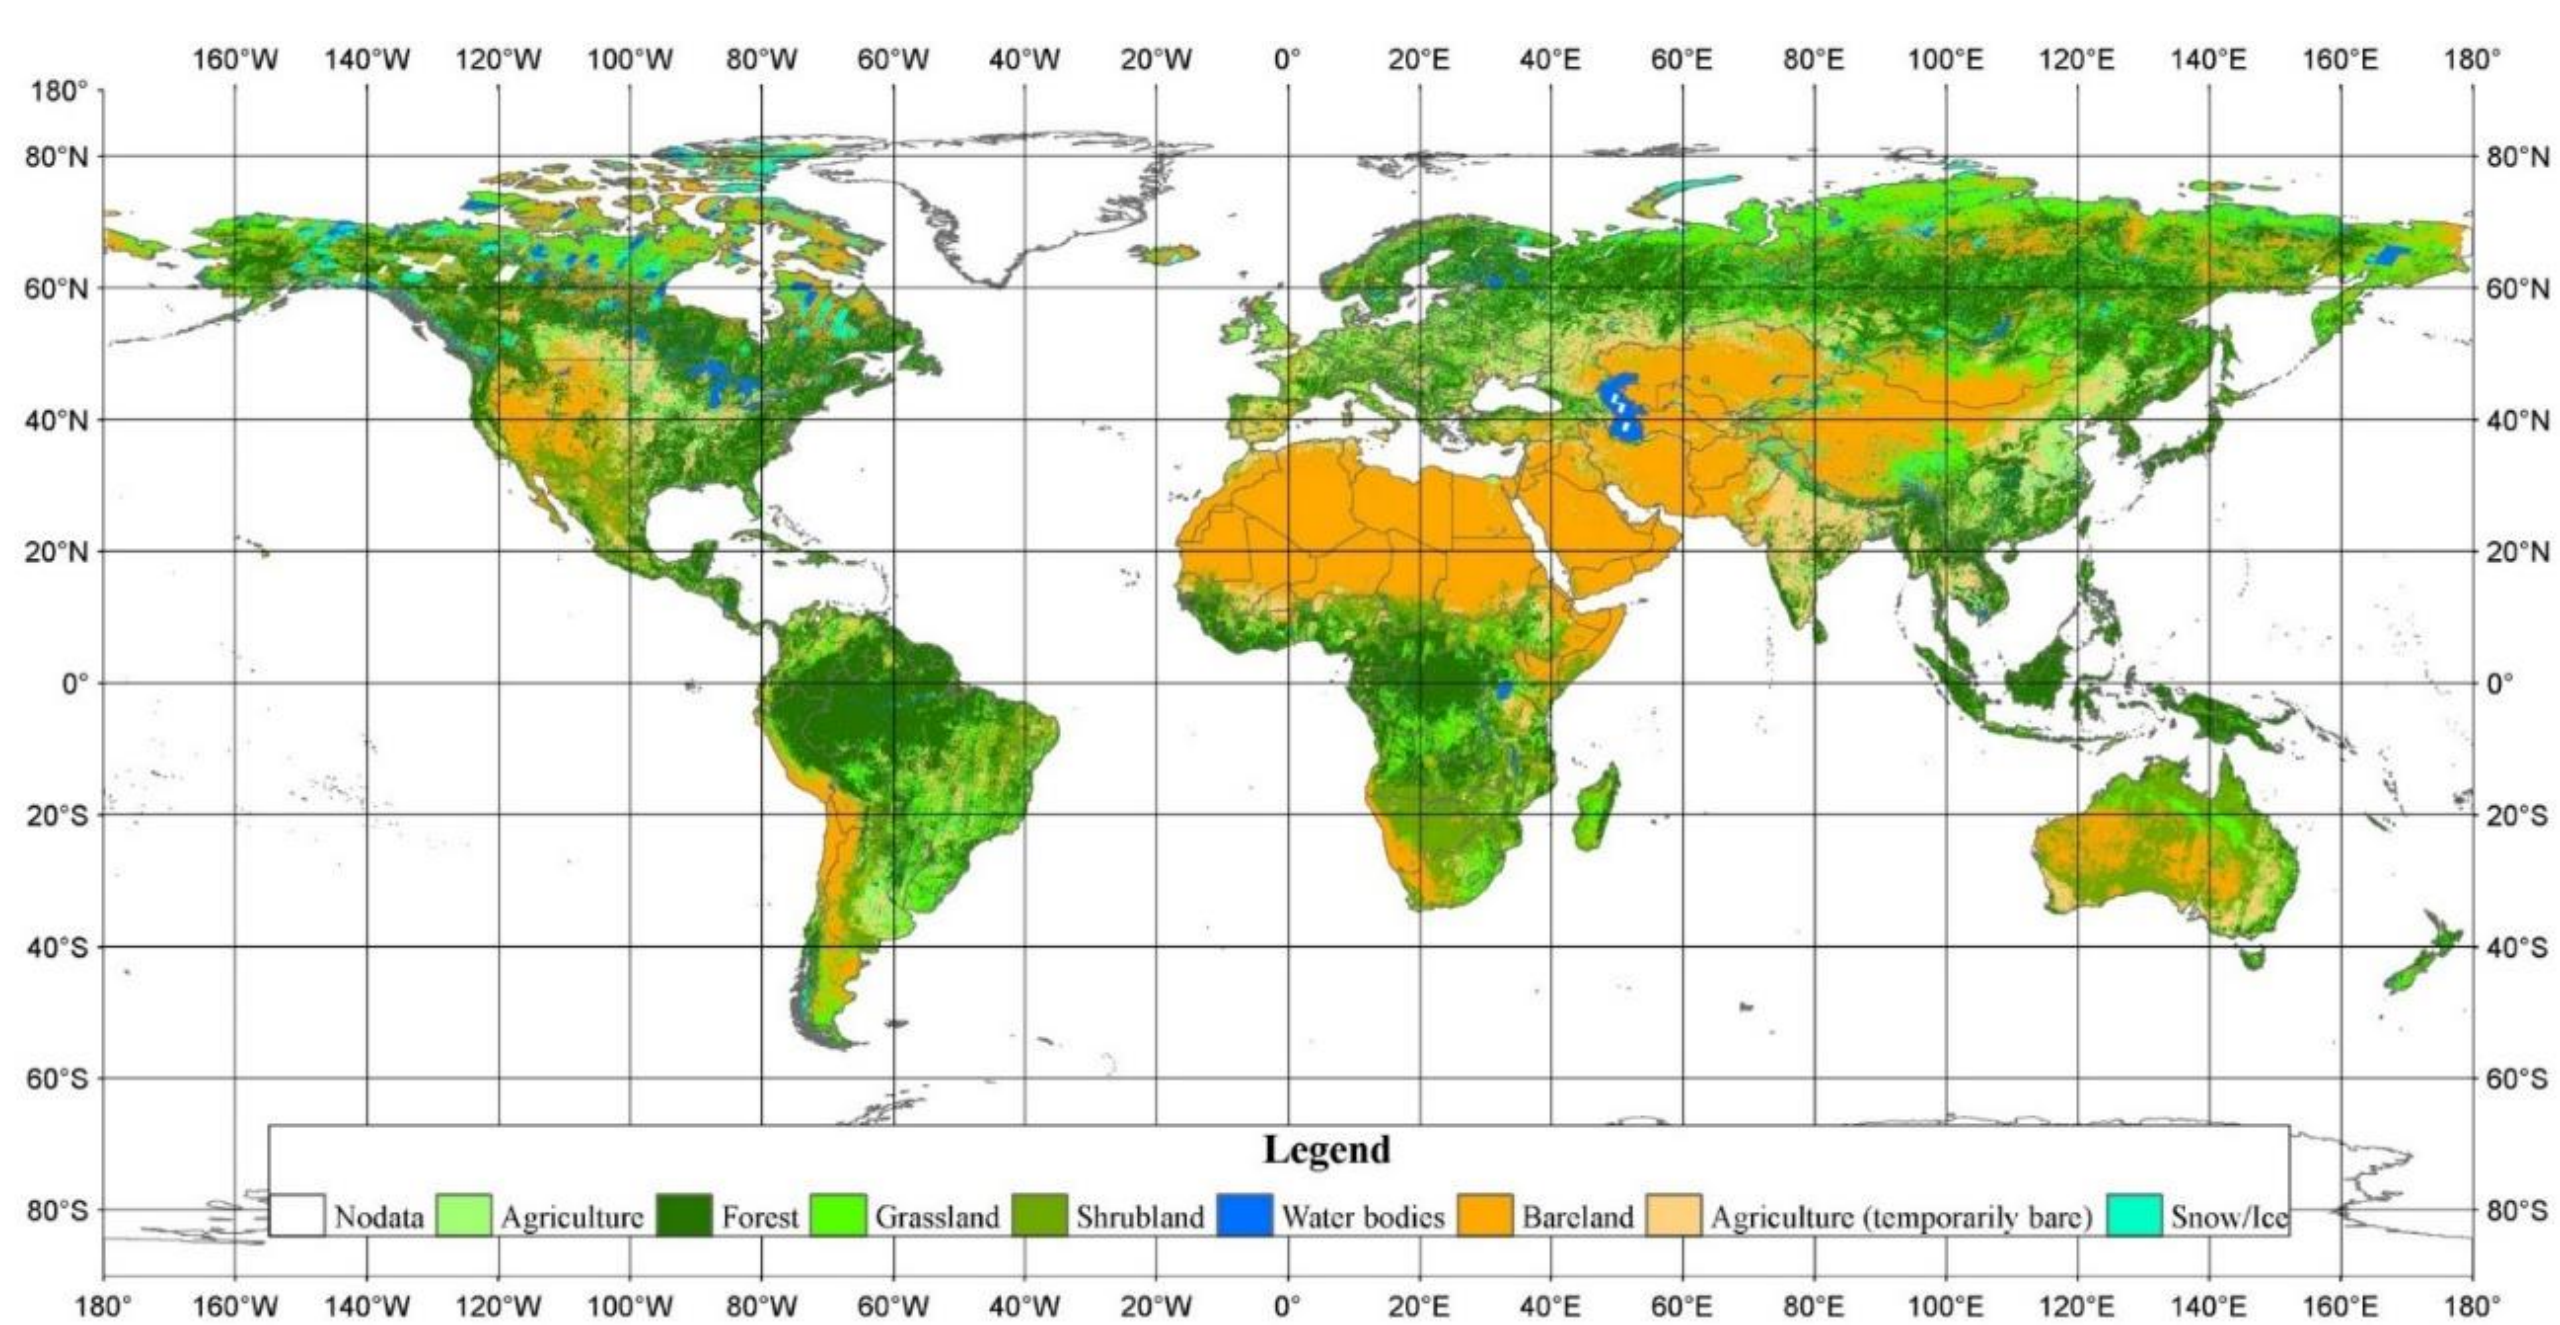 160°W 140°W 120°W 100°W 80°W 60°W 40°W 20°W 0° 20°E 40°E 60°E 80°E 100°E 120°E 140°E 160°E 180°
180°
80°N 80°N
60°N 60°N
40°N 40°N
20°N 20°N
0° 0°
20°S 20°S
40°S 40°S
60°S 60°S
Legend
80°S Nodata Agriculture Forest Grassland Shrubland Water bodies Bareland Agriculture (temporarily bare) Snow/Ice 80°S
180° 160°W 140°W 120°W 100°W 80°W 60°W 40°W 20°W 0° 20°E 40°E 60°E 80°E 100°E 120°E 140°E 160°E 180°